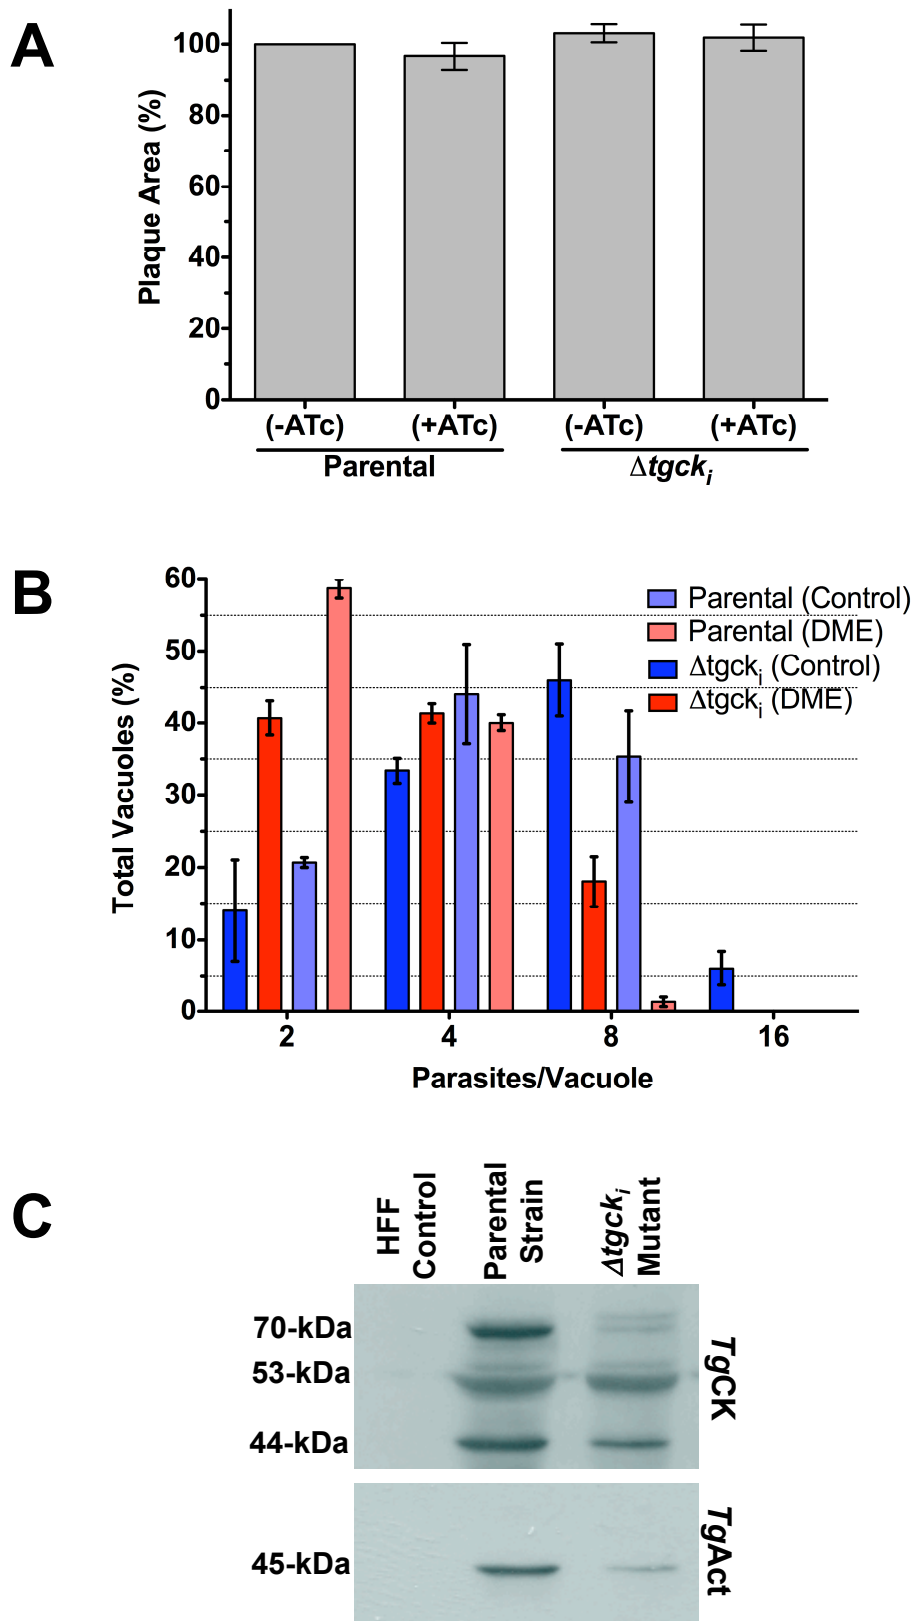 A
Plaque Area (%)
100
80
60
40
20
0
(-ATc) (+ATc) (-ATc) (+ATc)
Parental Δtgcki
B
Total Vacuoles (%)
60
50
40
30
20
10
0
Parental (Control)
Parental (DME)
Δtgcki (Control)
Δtgcki (DME)
2 4 8 16
Parasites/Vacuole
C
HFF
Control
Parental
Strain
Δtgcki
Mutant
70-kDa
53-kDa
44-kDa
TgCK
45-kDa
TgAct